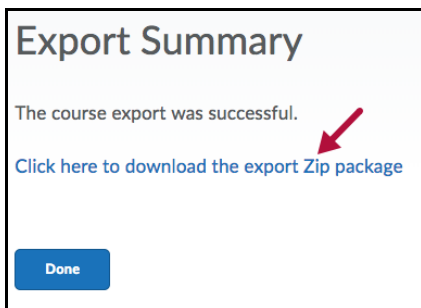 Export Summary
The course export was successful.
Click here to download the export Zip package
Done